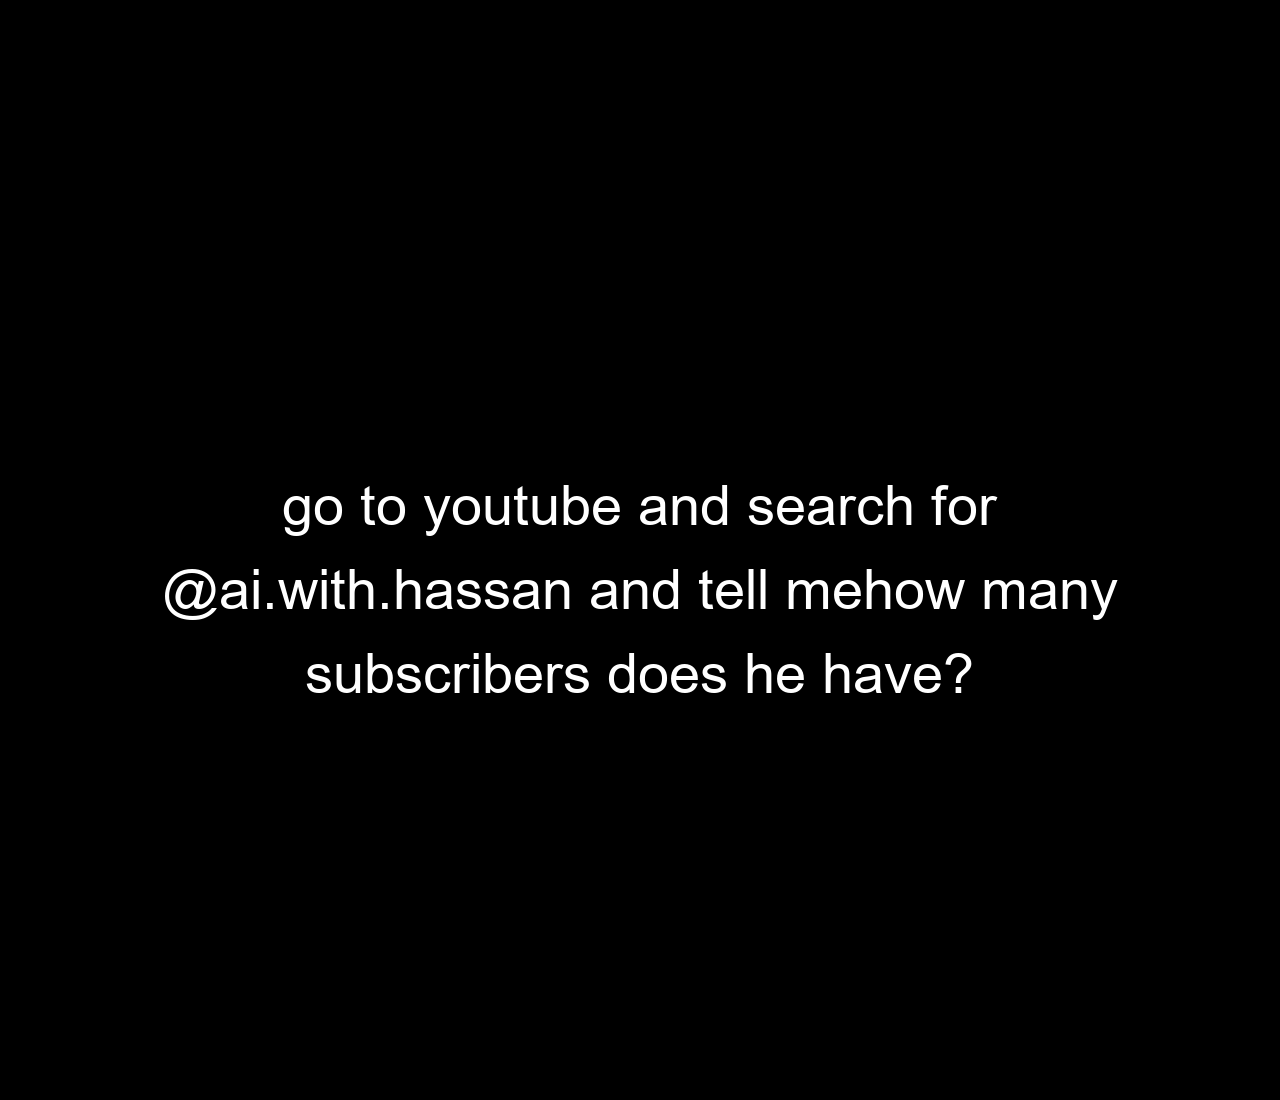 go to youtube and search for
@ai.with.hassan and tell mehow many
subscribers does he have?